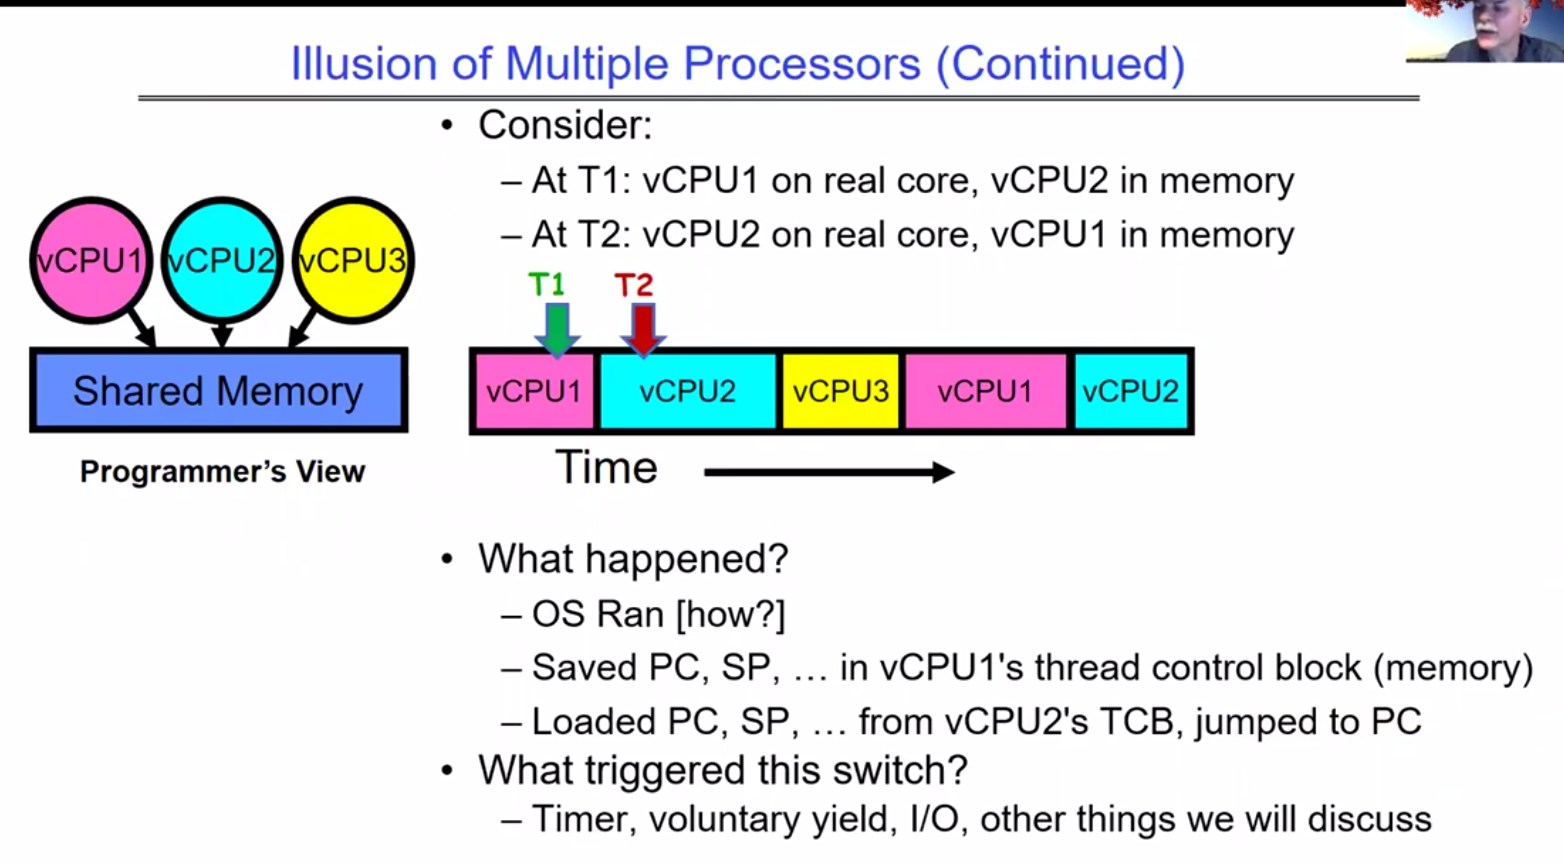 Illusion of Multiple Processors (Continued)
• Consider:
– At T1: vCPU1 on real core, vCPU2 in memory
– At T2: vCPU2 on real core, vCPU1 in memory
vCPU1 vCPU2 vCPU3
Shared Memory
Programmer's View
T1 T2
vCPU1 vCPU2 vCPU3 vCPU1 vCPU2
Time
• What happened?
– OS Ran [how?]
– Saved PC, SP, … in vCPU1's thread control block (memory)
– Loaded PC, SP, … from vCPU2's TCB, jumped to PC
• What triggered this switch?
– Timer, voluntary yield, I/O, other things we will discuss